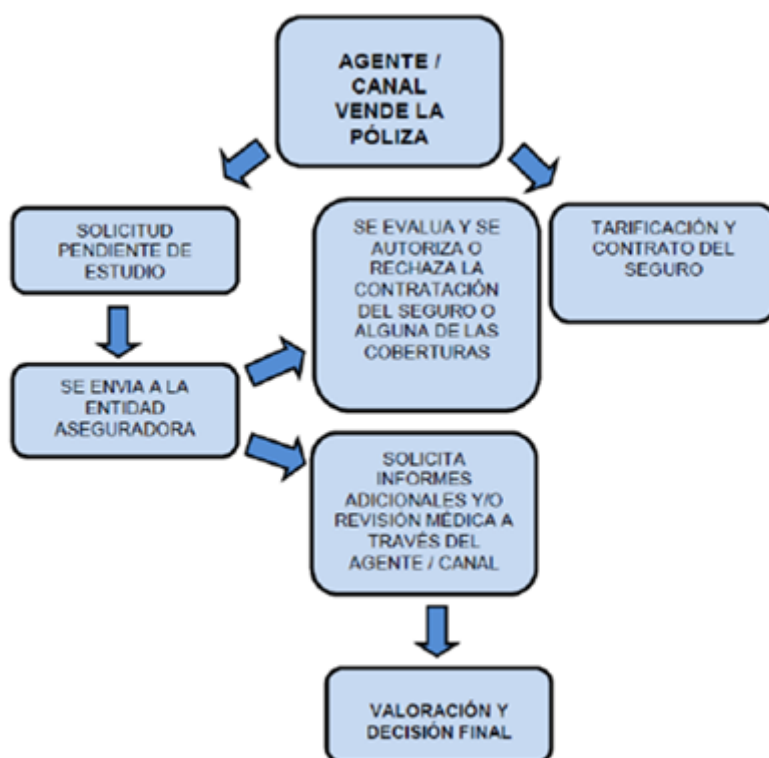 AGENTE /
CANAL
VENDE LA
PÓLIZA
SOLICITUD
PENDIENTE DE
ESTUDIO
SE EVALUA Y SE
AUTORIZA O
RECHAZA LA
CONTRATACIÓN
DEL SEGURO O
ALGUNA DE LAS
COBERTURAS
TARIFICACIÓN Y
CONTRATO DEL
SEGURO
SE ENVIA A LA
ENTIDAD
ASEGURADORA
SOLICITA
INFORMES
ADICIONALES Y/O
REVISIÓN MÉDICA A
TRAVÉS DEL
AGENTE / CANAL
VALORACIÓN Y
DECISIÓN FINAL